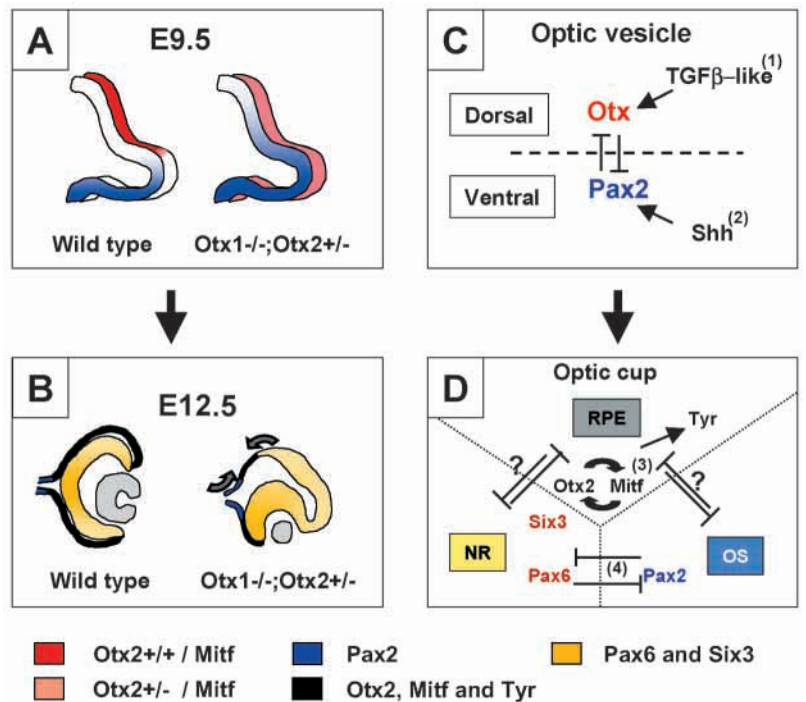 A
E9.5
Wild type
Otx1-/-;Otx2+/-
C
Optic vesicle
TGFβ–like(1)
Dorsal
Otx
Ventral
Pax2
Shh(2)
B
E12.5
Wild type
Otx1-/-;Otx2+/-
D
Optic cup
RPE
Tyr
?
(3)
?
Otx2
Mitf
Six3
NR
OS
Pax6
(4)
Pax2
Otx2+/+ / Mitf
Pax2
Pax6 and Six3
Otx2+/- / Mitf
Otx2, Mitf and Tyr